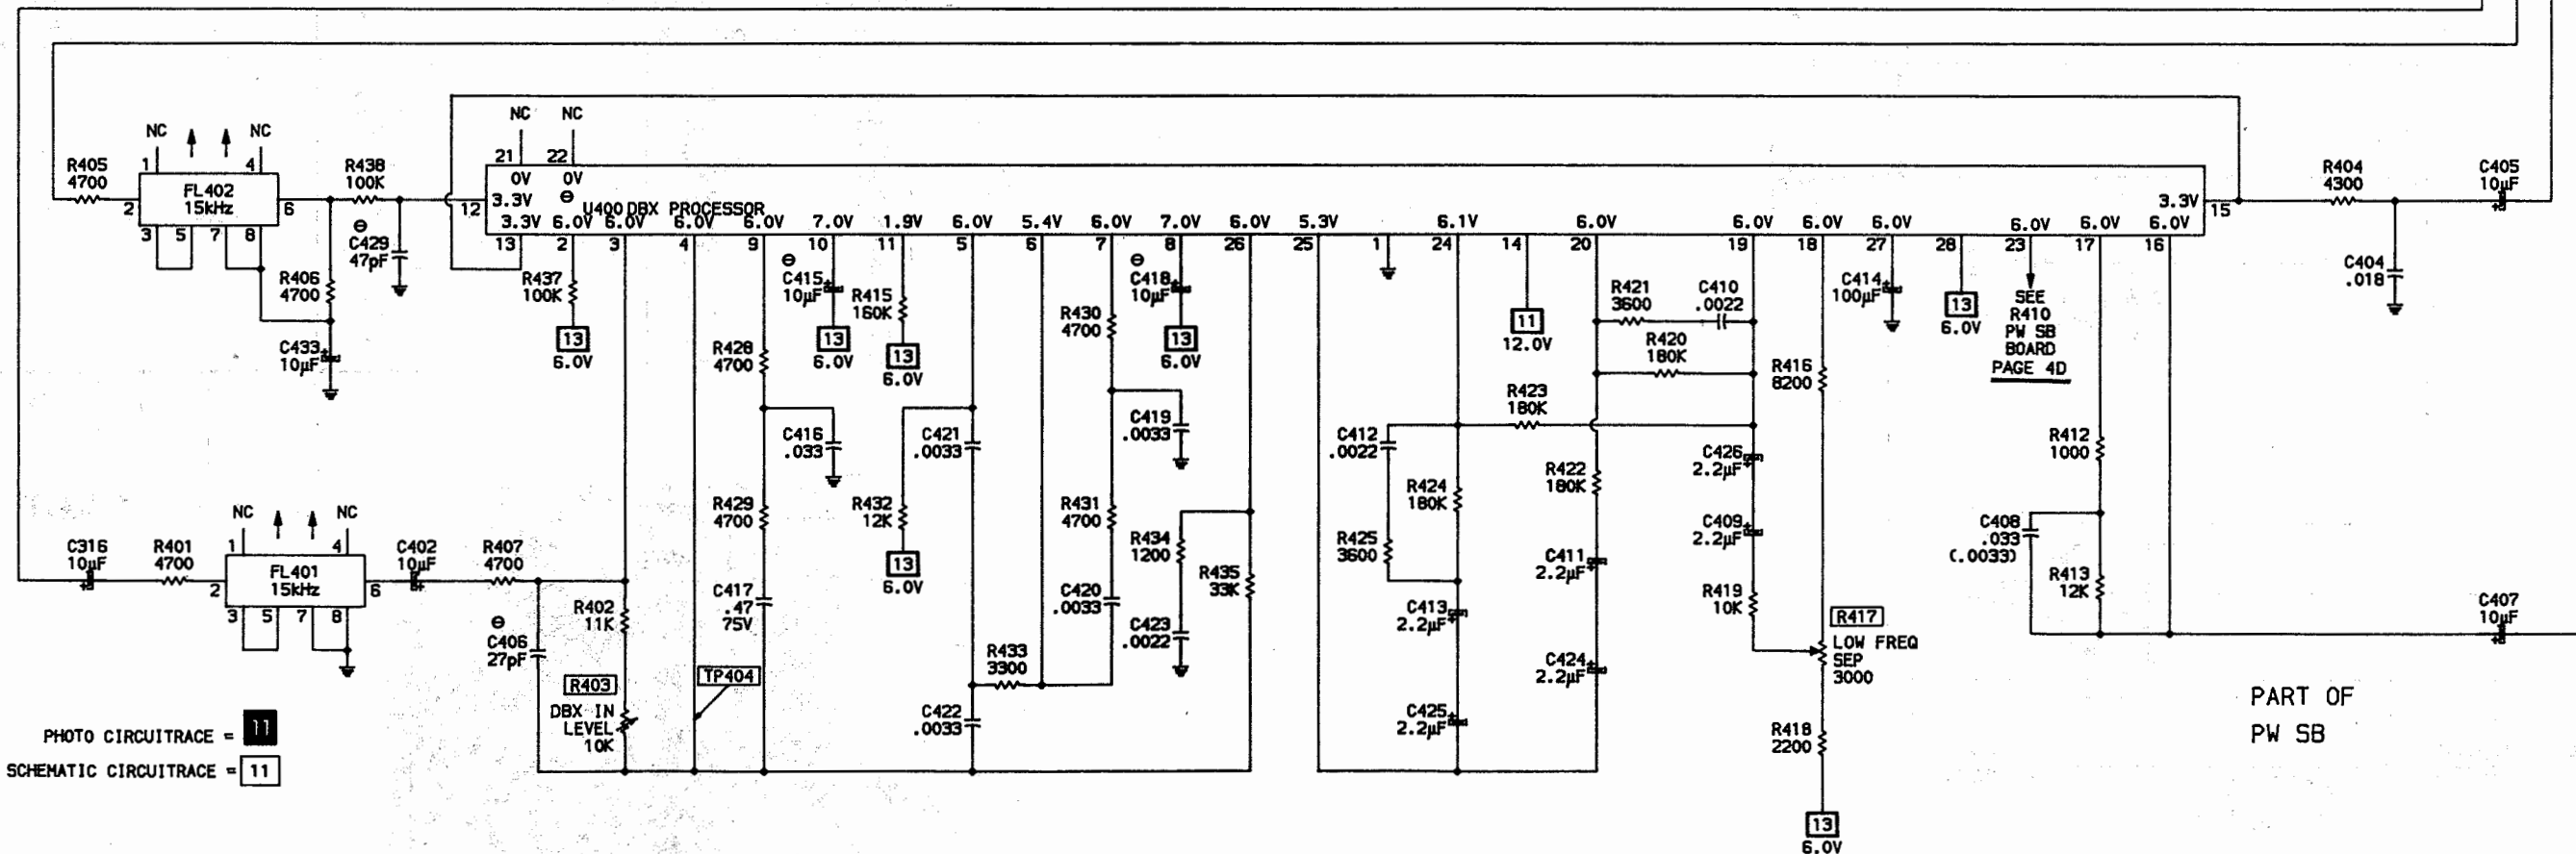 NC
NC
R405
4700
1
4
FL402
15kHz
2
6
3
5
7
8
R438
100K
C429
47pF
R406
4700
C433
10µF
NC
NC
21
22
0V
0V
12
3.3V
U400 DBX PROCESSOR
3.3V
6.0V
6.0V
6.0V
6.0V
7.0V
1.9V
6.0V
5.4V
6.0V
7.0V
6.0V
5.3V
6.1V
6.0V
6.0V
6.0V
6.0V
6.0V
6.0V
6.0V
3.3V
13
2
3
4
9
10
11
5
6
7
8
26
25
1
24
14
20
19
18
27
28
23
17
16
15
R404
4300
C405
10µF
C404
.018
R437
100K
13
6.0V
C415
10µF
13
6.0V
R415
160K
13
6.0V
R428
4700
C416
.033
R429
4700
C417
.47
75V
C421
.0033
R432
12K
13
6.0V
R430
4700
C418
10µF
13
6.0V
C419
.0033
R431
4700
R434
1200
C420
.0033
C423
.0022
R435
33K
R433
3300
C422
.0033
11
12.0V
R421
3600
C410
.0022
R420
180K
R423
180K
C412
.0022
R424
180K
R425
3600
R422
180K
C413
2.2µF
C425
2.2µF
C411
2.2µF
C424
2.2µF
C426
2.2µF
C409
2.2µF
R419
10K
R416
8200
R417
LOW FREQ
SEP
3000
R418
2200
13
6.0V
C414
100µF
13
6.0V
SEE
R410
PW SB
BOARD
PAGE 4D
R412
1000
C408
.033
(.0033)
R413
12K
C407
10µF
C316
10µF
R401
4700
NC
NC
1
4
FL401
15kHz
2
6
3
5
7
8
C402
10µF
R407
4700
C406
27pF
R402
11K
R403
DBX IN
LEVEL
10K
TP404
PHOTO CIRCUITRACE = 11
SCHEMATIC CIRCUITRACE = 11
PART OF
PW SB